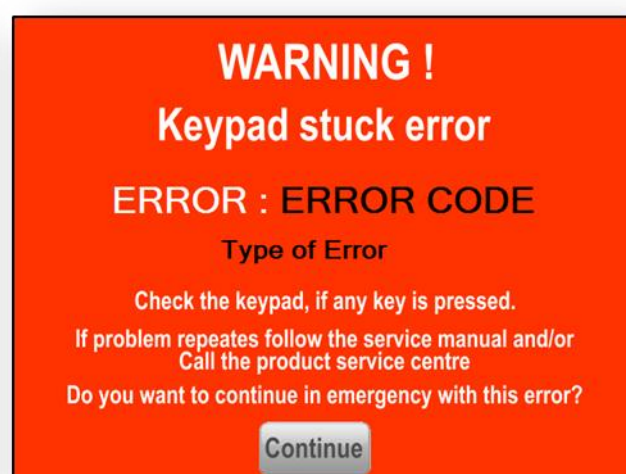 WARNING !
Keypad stuck error
ERROR : ERROR CODE
Type of Error
Check the keypad, if any key is pressed.
If problem repeates follow the service manual and/or
Call the product service centre
Do you want to continue in emergency with this error?
Continue